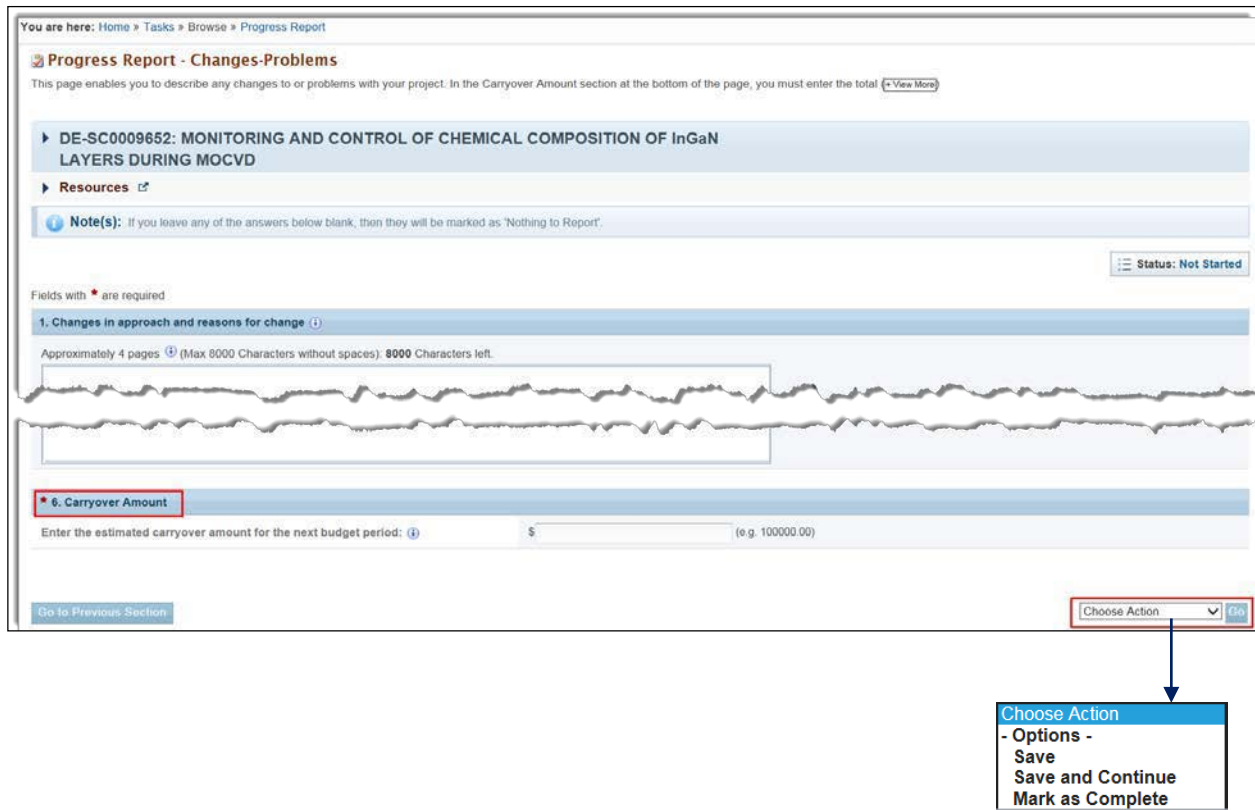 You are here: Home » Tasks » Browse » Progress Report
Progress Report - Changes-Problems
This page enables you to describe any changes to or problems with your project. In the Carryover Amount section at the bottom of the page, you must enter the total (+ View More)
DE-SC0009652: MONITORING AND CONTROL OF CHEMICAL COMPOSITION OF InGaN
LAYERS DURING MOCVD
Resources
Note(s): If you leave any of the answers below blank, then they will be marked as 'Nothing to Report'.
Status: Not Started
Fields with * are required
1. Changes in approach and reasons for change
Approximately 4 pages (Max 8000 Characters without spaces): 8000 Characters left.
* 6. Carryover Amount
Enter the estimated carryover amount for the next budget period: $ (e.g. 100000.00)
Go to Previous Section Choose Action Go
Choose Action
- Options -
Save
Save and Continue
Mark as Complete